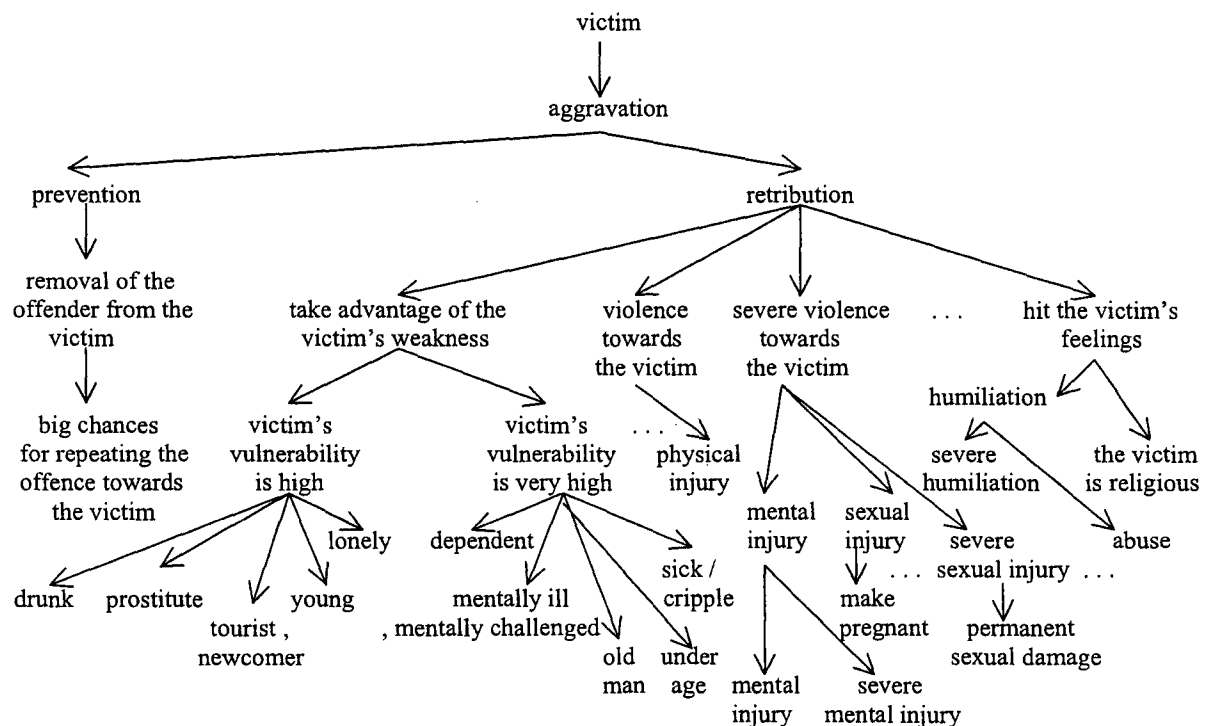 victim
aggravation
prevention
retribution
removal of the
offender from the
victim
take advantage of the
victim's weakness
violence
towards
the victim
severe violence
towards
the victim
. . .
hit the victim's
feelings
big chances
for repeating the
offence towards
the victim
victim's
vulnerability
is high
victim's
vulnerability
is very high
. . .
physical
injury
humiliation
severe
humiliation
the victim
is religious
mental
injury
sexual
injury
severe
sexual injury
abuse
. . .
. . .
drunk
prostitute
tourist ,
newcomer
young
lonely
dependent
mentally ill
, mentally challenged
old
man
under
age
sick /
cripple
mental
injury
severe
mental injury
make
pregnant
permanent
sexual damage